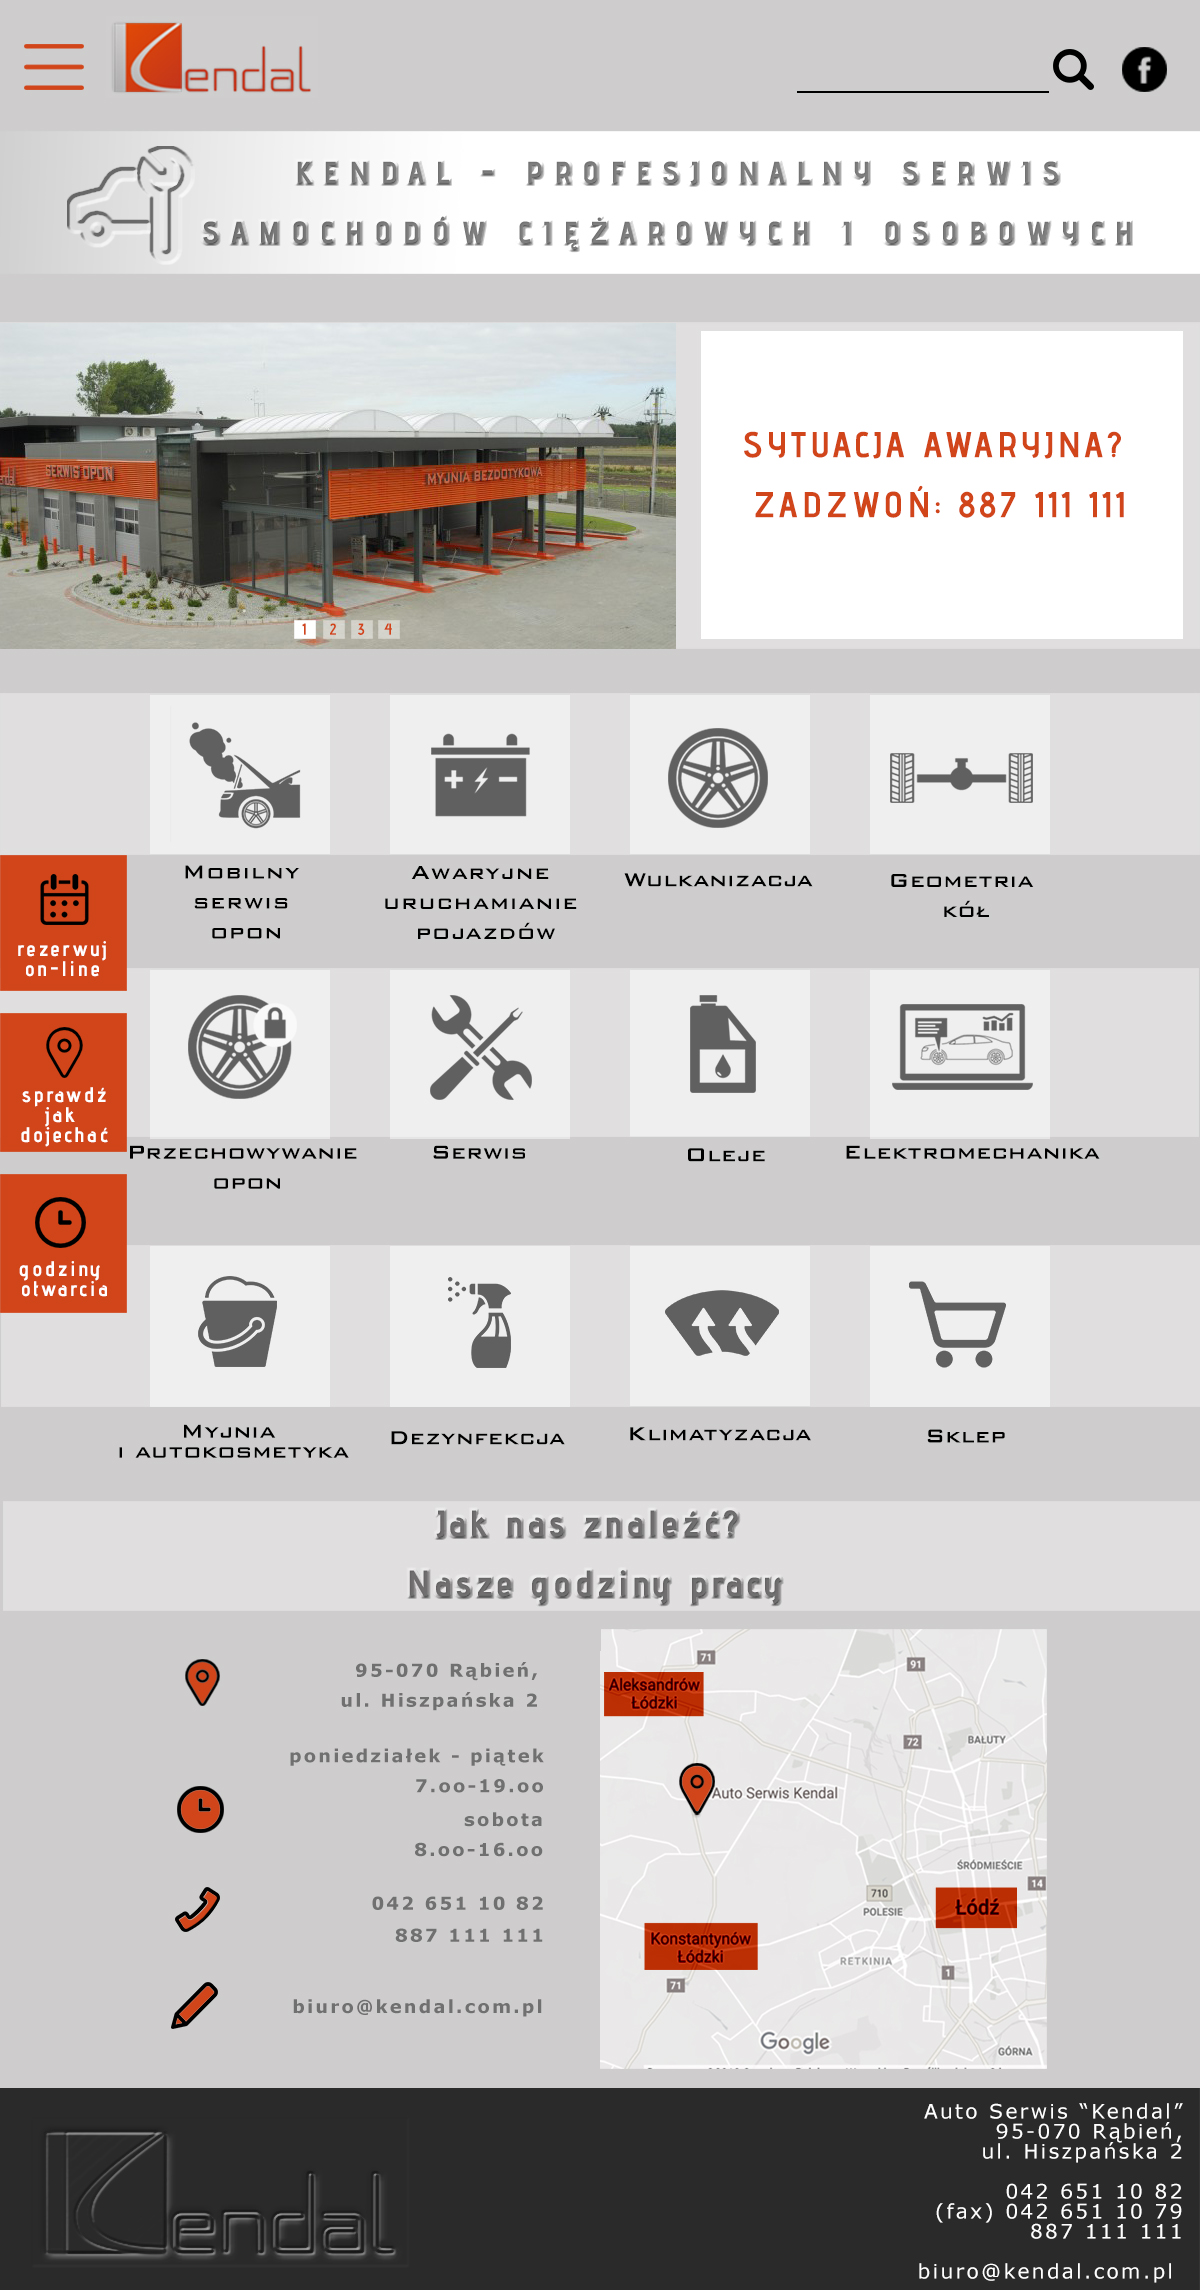 Kendal
KENDAL - PROFESJONALNY SERWIS
SAMOCHODÓW CIĘŻAROWYCH I OSOBOWYCH
SERWIS OPON
MYJNIA BEZDOTYKOWA
1 2 3 4
SYTUACJA AWARYJNA?
ZADZWOŃ: 887 111 111
Mobilny
serwis
opon
Awaryjne
uruchamianie
pojazdów
Wulkanizacja
Geometria
kół
rezerwuj
on-line
sprawdź
jak
dojechać
godziny
otwarcia
Przechowywanie
opon
Serwis
Oleje
Elektromechanika
Myjnia
i autokosmetyka
Dezynfekcja
Klimatyzacja
Sklep
Jak nas znaleźć?
Nasze godziny pracy
95-070 Rąbień,
ul. Hiszpańska 2
poniedziałek - piątek
7.oo-19.oo
sobota
8.oo-16.oo
042 651 10 82
887 111 111
biuro@kendal.com.pl
71
91
Aleksandrów
Łódzki
72
BAŁUTY
Auto Serwis Kendal
ŚRÓDMIEŚCIE
14
710
POLESIE
Łódź
Konstantynów
Łódzki
RETKINIA
1
71
Google
GÓRNA
Kendal
Auto Serwis “Kendal”
95-070 Rąbień,
ul. Hiszpańska 2
042 651 10 82
(fax) 042 651 10 79
887 111 111
biuro@kendal.com.pl